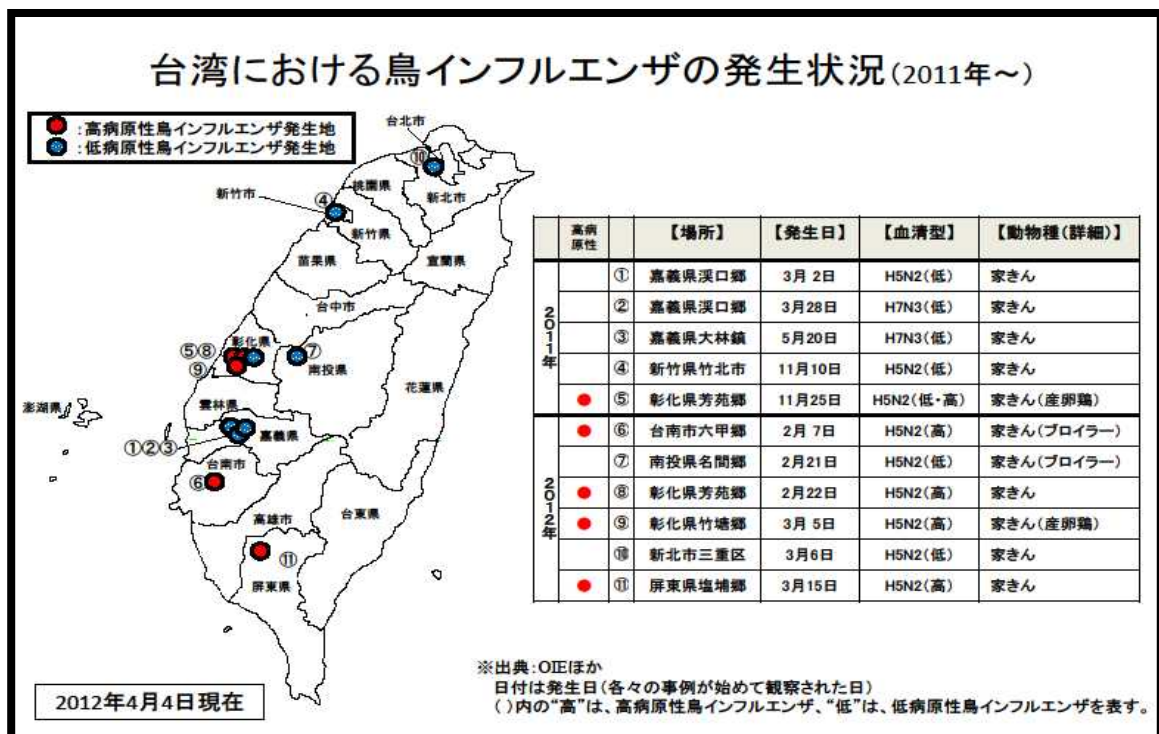 台湾における鳥インフルエンザの発生状況(2011年~)
:高病原性鳥インフルエンザ発生地
:低病原性鳥インフルエンザ発生地
台北市
⑩
桃園県
新北市
新竹市
④
新竹県
苗栗県
宜蘭県
台中市
⑤⑧
彰化県
⑦
⑨
南投県
花蓮県
澎湖県
雲林県
①②③
嘉義県
台南市
⑥
高雄市
台東県
⑪
屏東県
高病原性 【場所】 【発生日】 【血清型】 【動物種(詳細)】
2011年
① 嘉義県渓口郷 3月 2日 H5N2(低) 家きん
② 嘉義県渓口郷 3月28日 H7N3(低) 家きん
③ 嘉義県大林鎮 5月20日 H7N3(低) 家きん
④ 新竹県竹北市 11月10日 H5N2(低) 家きん
● ⑤ 彰化県芳苑郷 11月25日 H5N2(低・高) 家きん(産卵鶏)
2012年
● ⑥ 台南市六甲郷 2月 7日 H5N2(高) 家きん(ブロイラー)
⑦ 南投県名間郷 2月21日 H5N2(低) 家きん(ブロイラー)
● ⑧ 彰化県芳苑郷 2月22日 H5N2(高) 家きん
● ⑨ 彰化県竹塘郷 3月 5日 H5N2(高) 家きん(産卵鶏)
⑩ 新北市三重区 3月6日 H5N2(低) 家きん
● ⑪ 屏東県塩埔郷 3月15日 H5N2(高) 家きん
※出典:OIEほか
日付は発生日(各々の事例が始めて観察された日)
( )内の“高”は、高病原性鳥インフルエンザ、“低”は、低病原性鳥インフルエンザを表す。
2012年4月4日現在